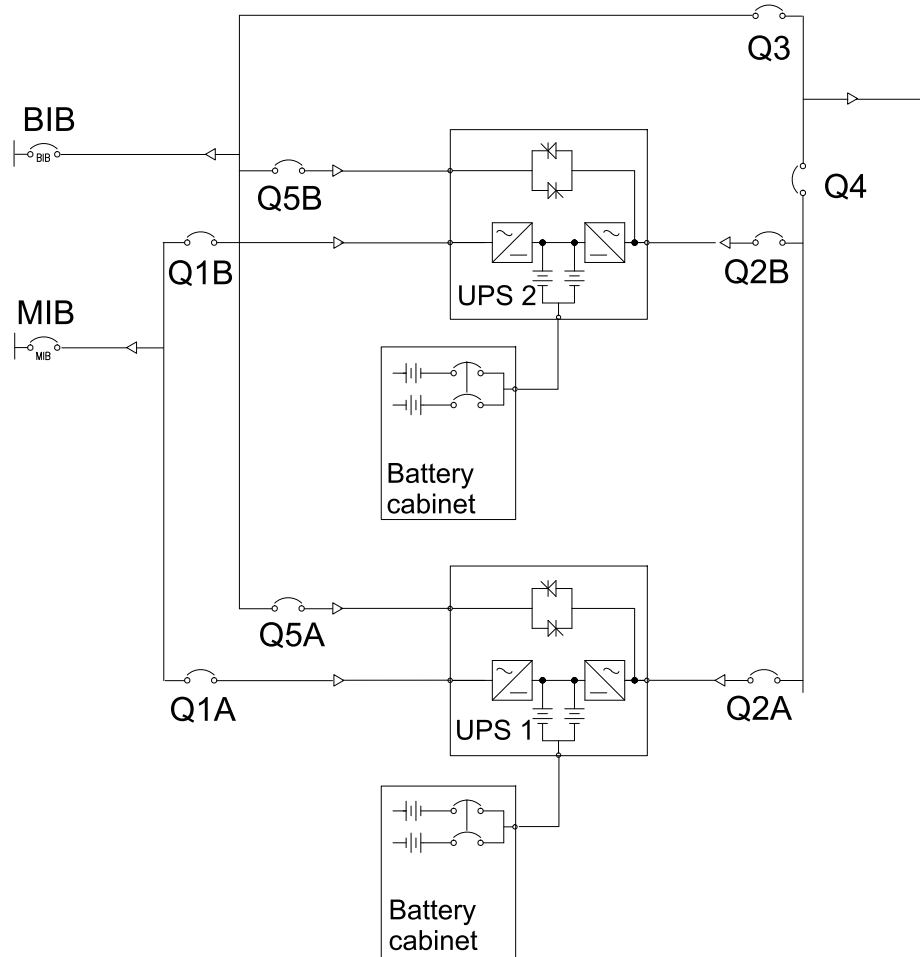 Q3
BIB
BIB
Q5B
Q4
Q1B
Q2B
UPS 2
MIB
MIB
Battery
cabinet
Q5A
Q1A
Q2A
UPS 1
Battery
cabinet